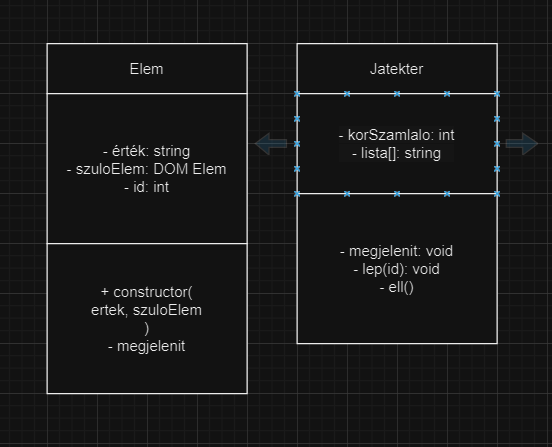 Elem
- érték: string
- szuloElem: DOM Elem
- id: int
+ constructor(
ertek, szuloElem
)
- megjelenit
Jatekter
- korSzamlalo: int
- lista[]: string
- megjelenit: void
- lep(id): void
- ell()